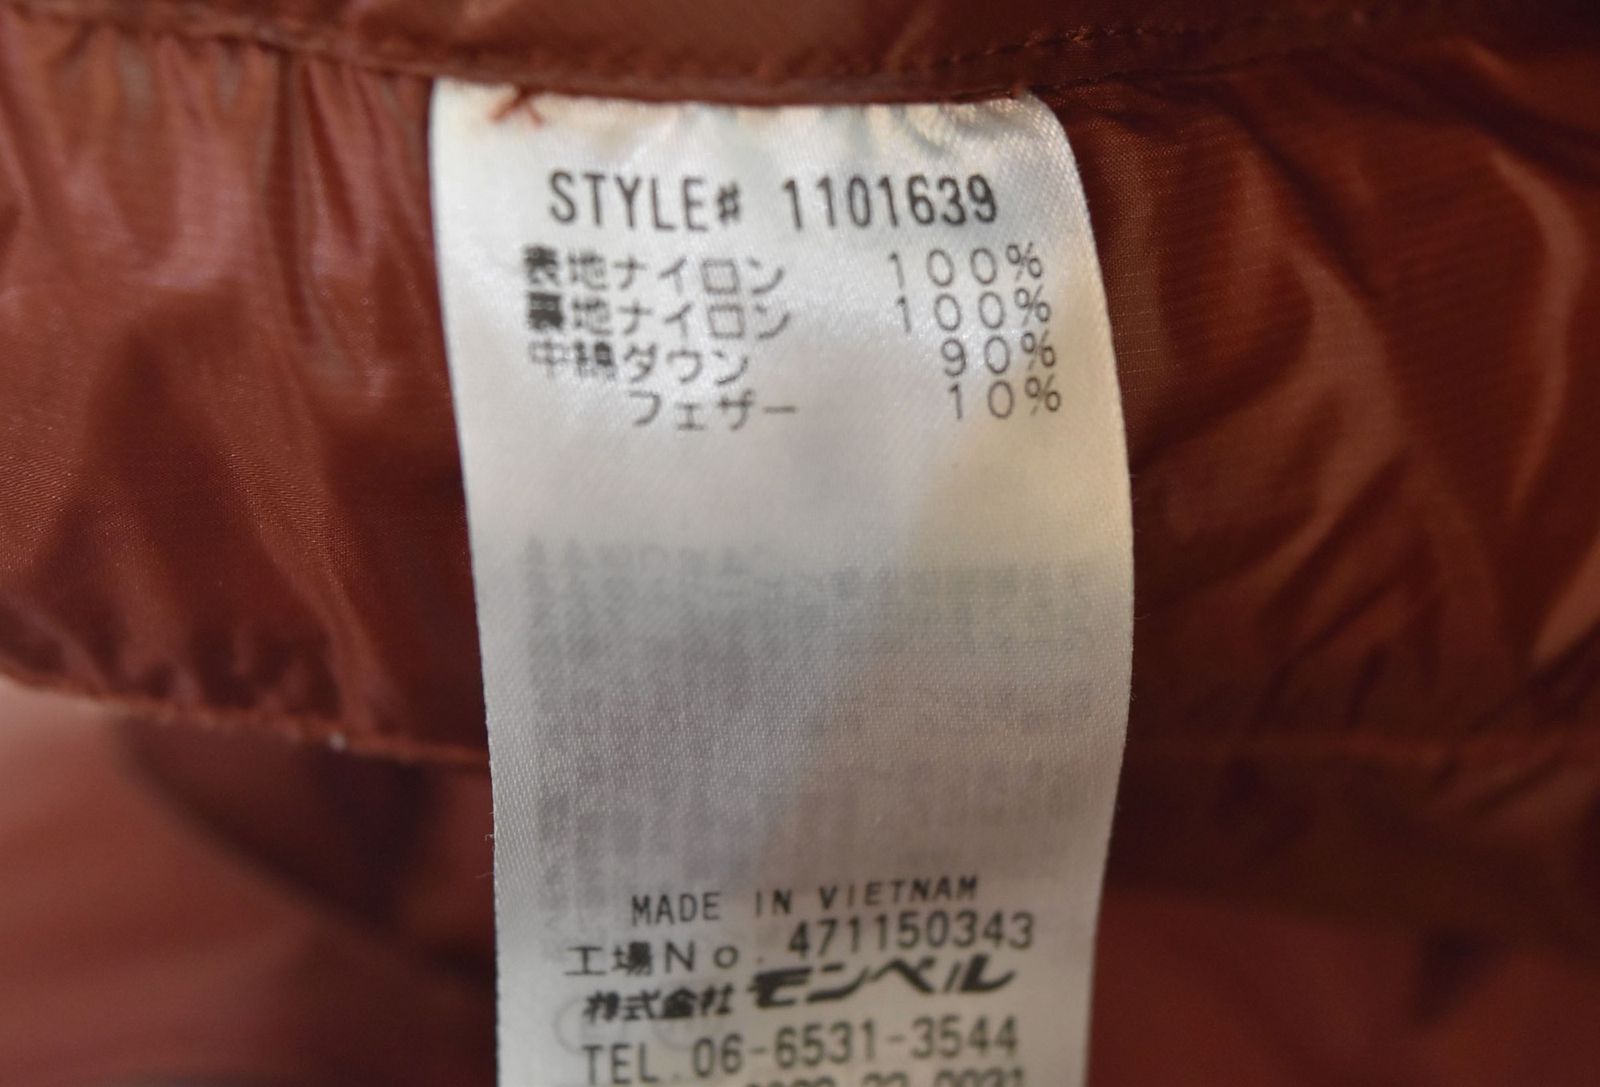 STYLE# 1101639
表地ナイロン 100%
裏地ナイロン 100%
中綿ダウン 90%
フェザー 10%
MADE IN VIETNAM
工場No. 471150343
株式会社モンベル
TEL.06-6531-3544